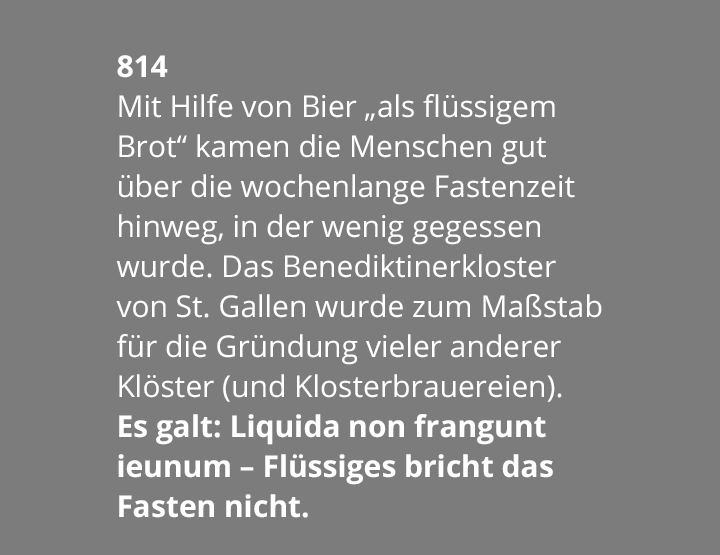 814
Mit Hilfe von Bier „als flüssigem
Brot“ kamen die Menschen gut
über die wochenlange Fastenzeit
hinweg, in der wenig gegessen
wurde. Das Benediktinerkloster
von St. Gallen wurde zum Maßstab
für die Gründung vieler anderer
Klöster (und Klosterbrauereien).
Es galt: Liquida non frangunt
ieunum – Flüssiges bricht das
Fasten nicht.